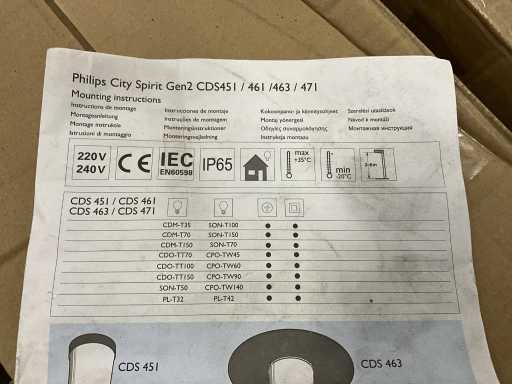 Philips City Spirit Gen2 CDS451 / 461 /463 / 471
Mounting instructions
Instructions de montage
Montageanleitung
Montage instruksie
Istruzioni di montaggio
Instrucciones de montaje
Instruções de montagem
Monteringsinstruktioner
Monteringsvejledning
Kokoonpano- ja käyttöohjeet
Montaj yönergesi
Οδηγίες συναρμολόγησης
Instrukcja montażu
Szerelési utasítások
Návod k montáži
Монтажная инструкция
220V
240V
CE
IEC
EN60598
IP65
max
+35°C
min
-20°C
3-6m
CDS 451 / CDS 461
CDS 463 / CDS 471
CDM-T35 SON-T100
CDM-T70 SON-T150
CDM-T150 SON-T70
CDO-TT70 CPO-TW45
CDO-TT100 CPO-TW60
CDO-TT150 CPO-TW90
SON-T50 CPO-TW140
PL-T32 PL-T42
CDS 451
CDS 463